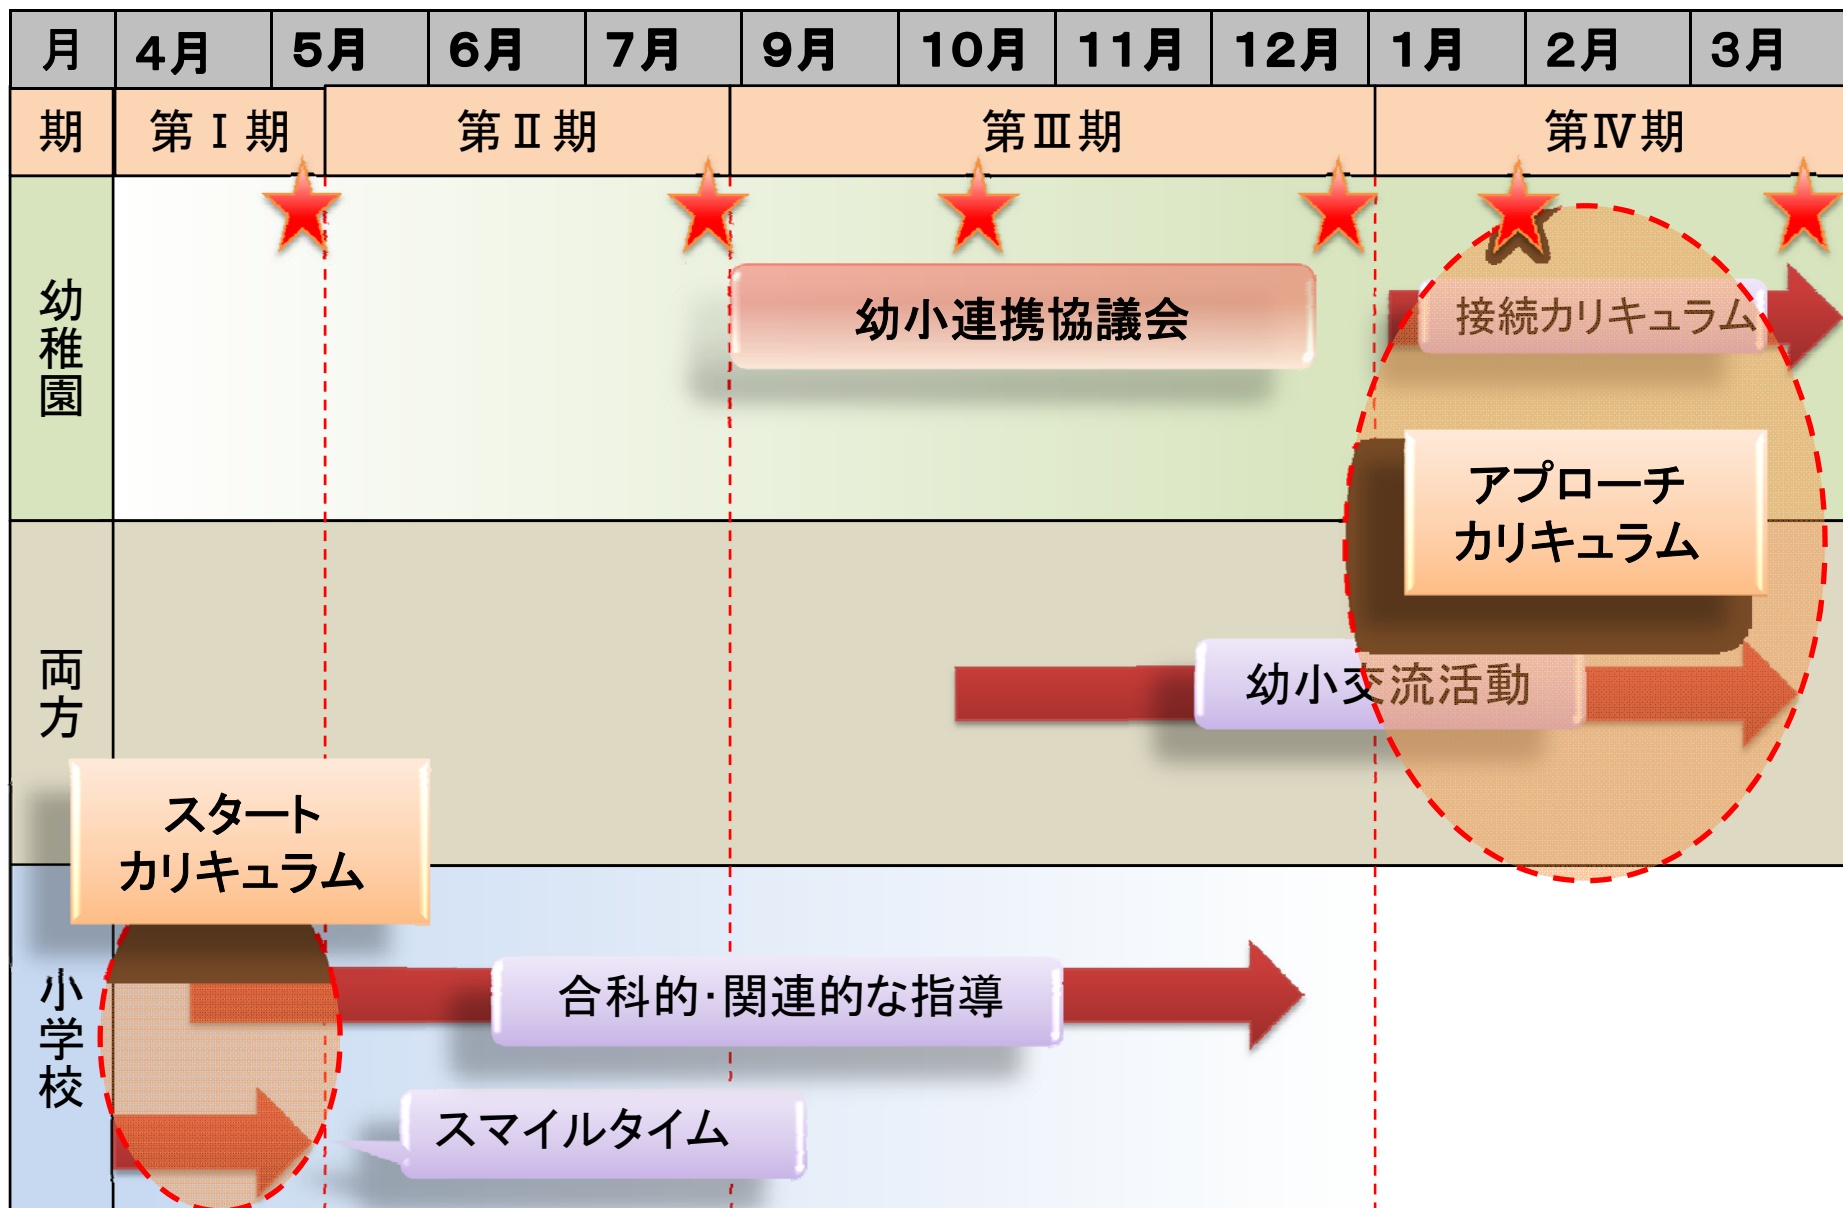 月 4月 5月 6月 7月 9月 10月 11月 12月 1月 2月 3月
期 第Ⅰ期 第Ⅱ期 第Ⅲ期 第Ⅳ期
幼稚園
幼小連携協議会
接続カリキュラム
アプローチ
カリキュラム
両方
幼小交流活動
スタート
カリキュラム
小学校
合科的・関連的な指導
スマイルタイム